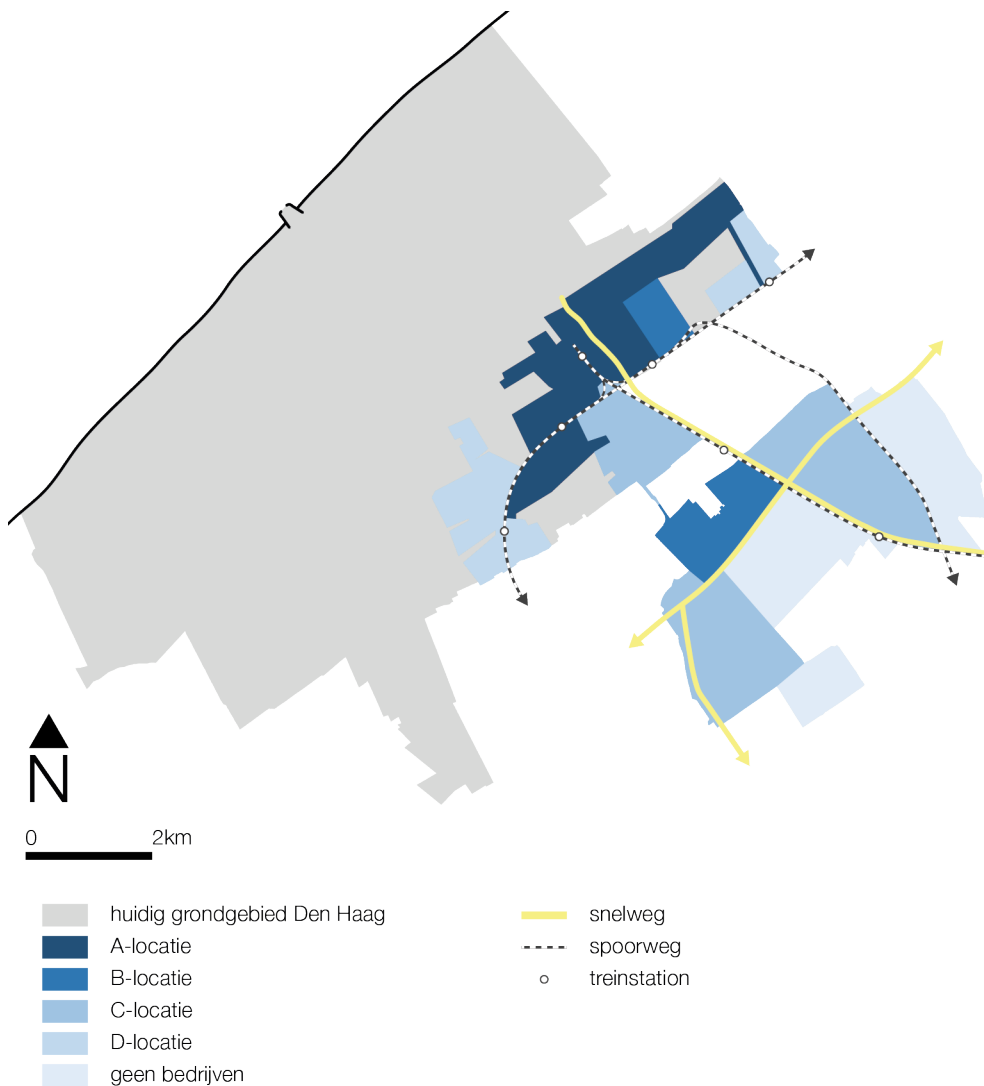 N
0 2km
huidig grondgebied Den Haag
A-locatie
B-locatie
C-locatie
D-locatie
geen bedrijven
snelweg
spoorweg
treinstation